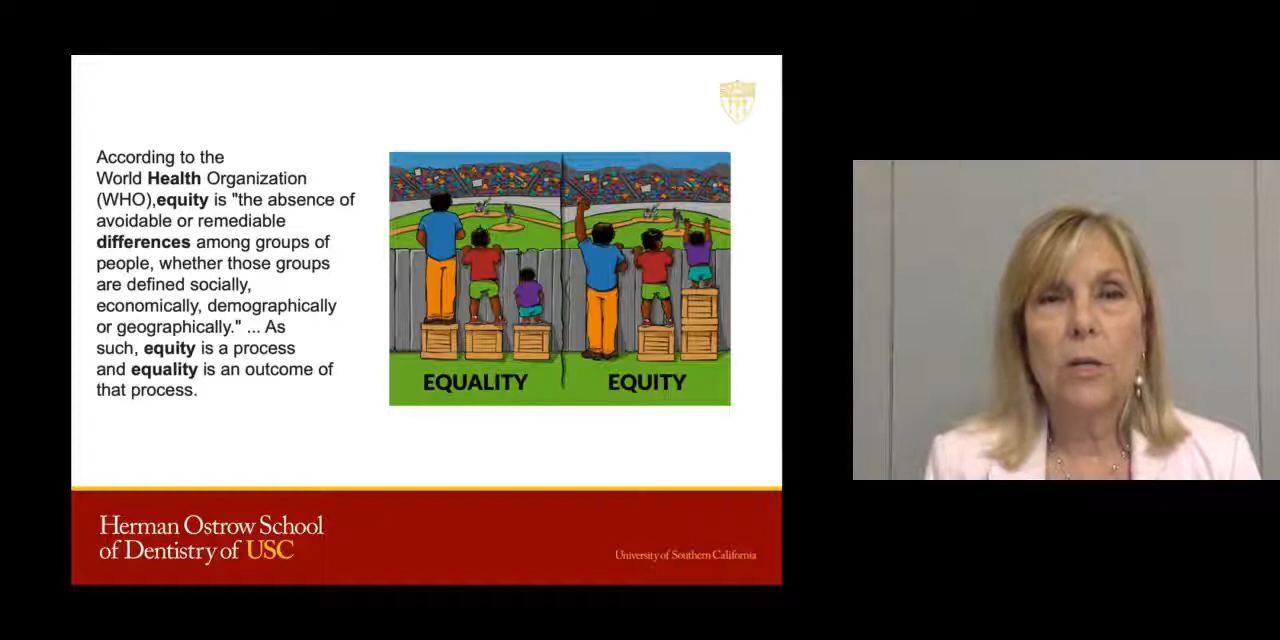 According to the
World Health Organization
(WHO),equity is "the absence of
avoidable or remediable
differences among groups of
people, whether those groups
are defined socially,
economically, demographically
or geographically." ... As
such, equity is a process
and equality is an outcome of
that process.
EQUALITY
EQUITY
Herman Ostrow School
of Dentistry of USC
University of Southern California